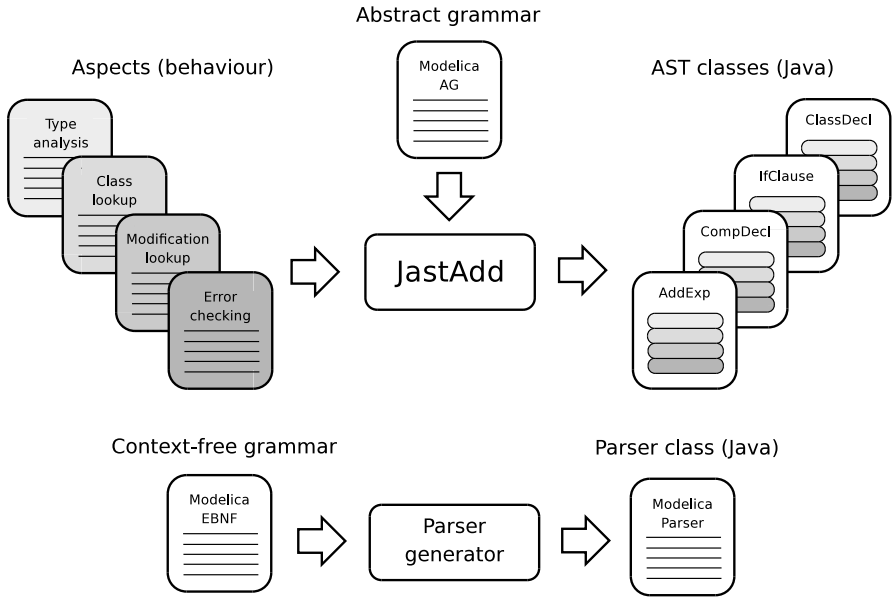 Abstract grammar
Aspects (behaviour)
AST classes (Java)
Modelica
AG
Type
analysis
Class
lookup
Modification
lookup
Error
checking
JastAdd
ClassDecl
IfClause
CompDecl
AddExp
Context-free grammar
Parser class (Java)
Modelica
EBNF
Parser
generator
Modelica
Parser